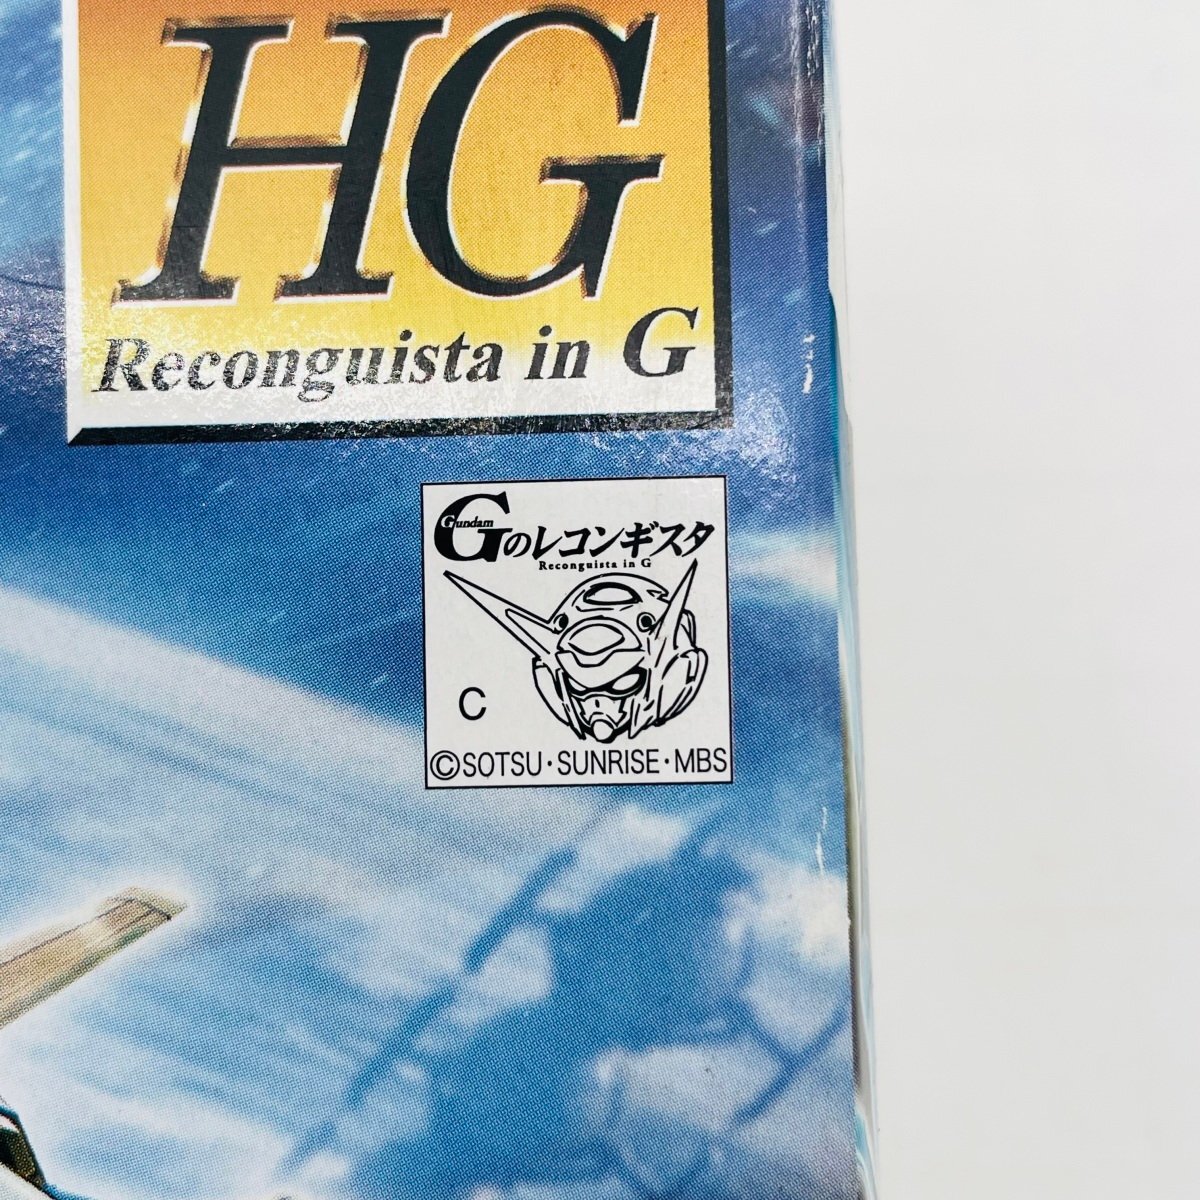 HG
Reconguista in G
Gundam
Gのレコンギスタ
Reconguista in G
C
©SOTSU・SUNRISE・MBS